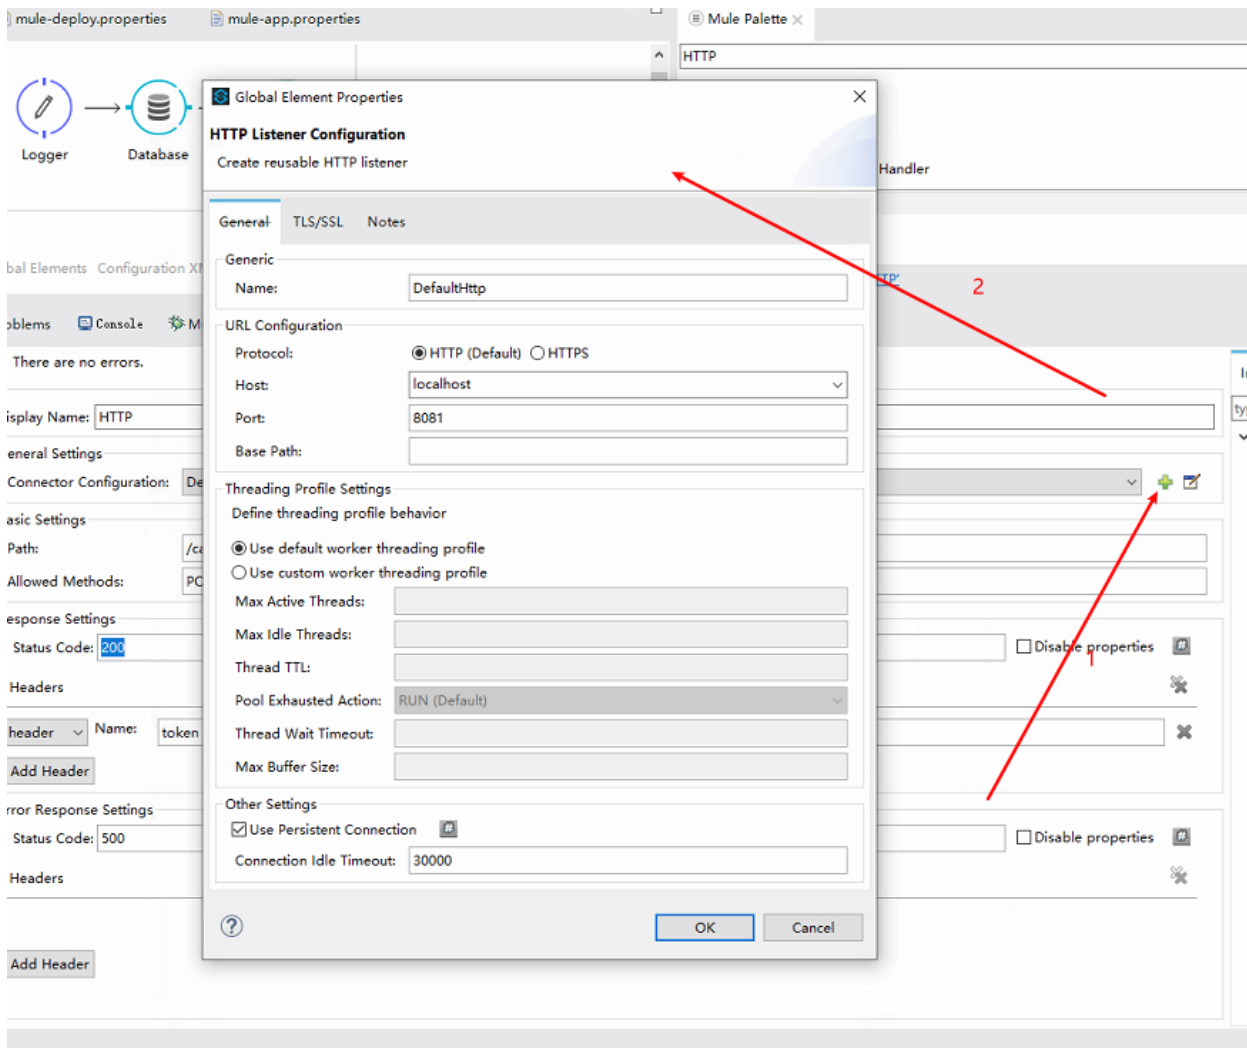 mule-deploy.properties
mule-app.properties
Mule Palette
HTTP
Logger
Database
Handler
Global Element Properties
HTTP Listener Configuration
Create reusable HTTP listener
General
TLS/SSL
Notes
Generic
Name:
DefaultHttp
URL Configuration
Protocol:
HTTP (Default)
HTTPS
Host:
localhost
Port:
8081
Base Path:
Threading Profile Settings
Define threading profile behavior
Use default worker threading profile
Use custom worker threading profile
Max Active Threads:
Max Idle Threads:
Thread TTL:
Pool Exhausted Action:
RUN (Default)
Thread Wait Timeout:
Max Buffer Size:
Other Settings
Use Persistent Connection
Connection Idle Timeout:
30000
OK
Cancel
bal Elements
Configuration XM
TP'
2
oblems
Console
M
There are no errors.
isplay Name:
HTTP
eneral Settings
Connector Configuration:
De
asic Settings
Path:
/ca
Allowed Methods:
PO
esponse Settings
Status Code:
200
Disable properties
1
Headers
header
Name:
token
Add Header
rror Response Settings
Status Code:
500
Disable properties
Headers
Add Header
In
typ